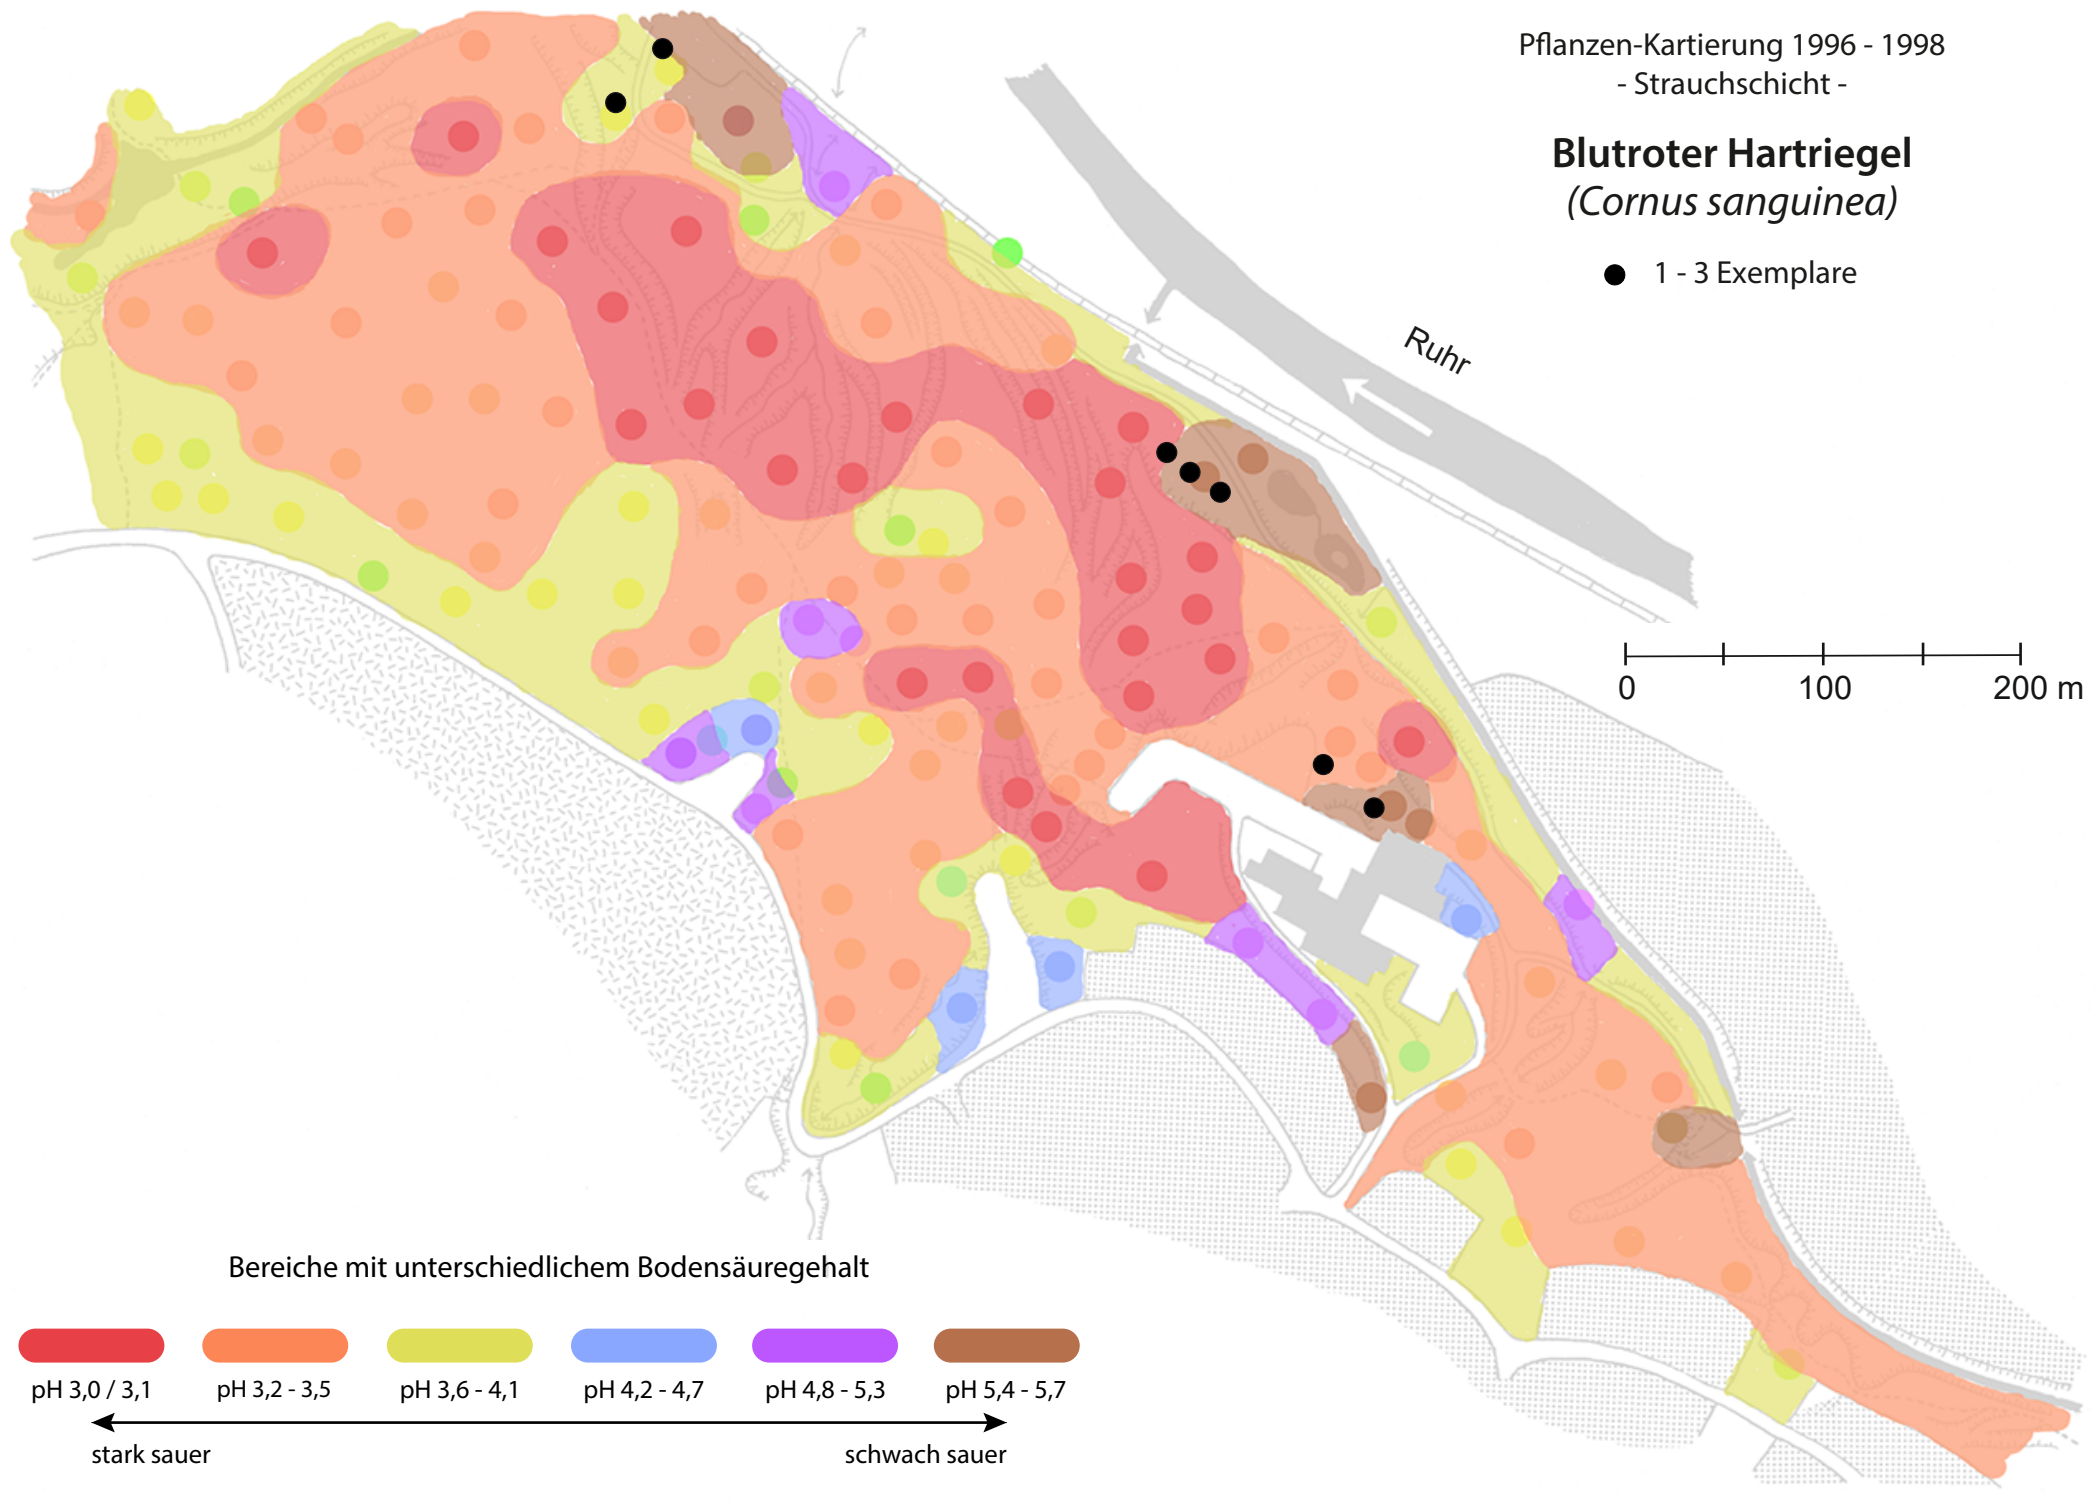 Pflanzen-Kartierung 1996 - 1998
- Strauchschicht -
Blutroter Hartriegel
(Cornus sanguinea)
1 - 3 Exemplare
Ruhr
0 100 200 m
Bereiche mit unterschiedlichem Bodensäuregehalt
pH 3,0 / 3,1 pH 3,2 - 3,5 pH 3,6 - 4,1 pH 4,2 - 4,7 pH 4,8 - 5,3 pH 5,4 - 5,7
stark sauer schwach sauer